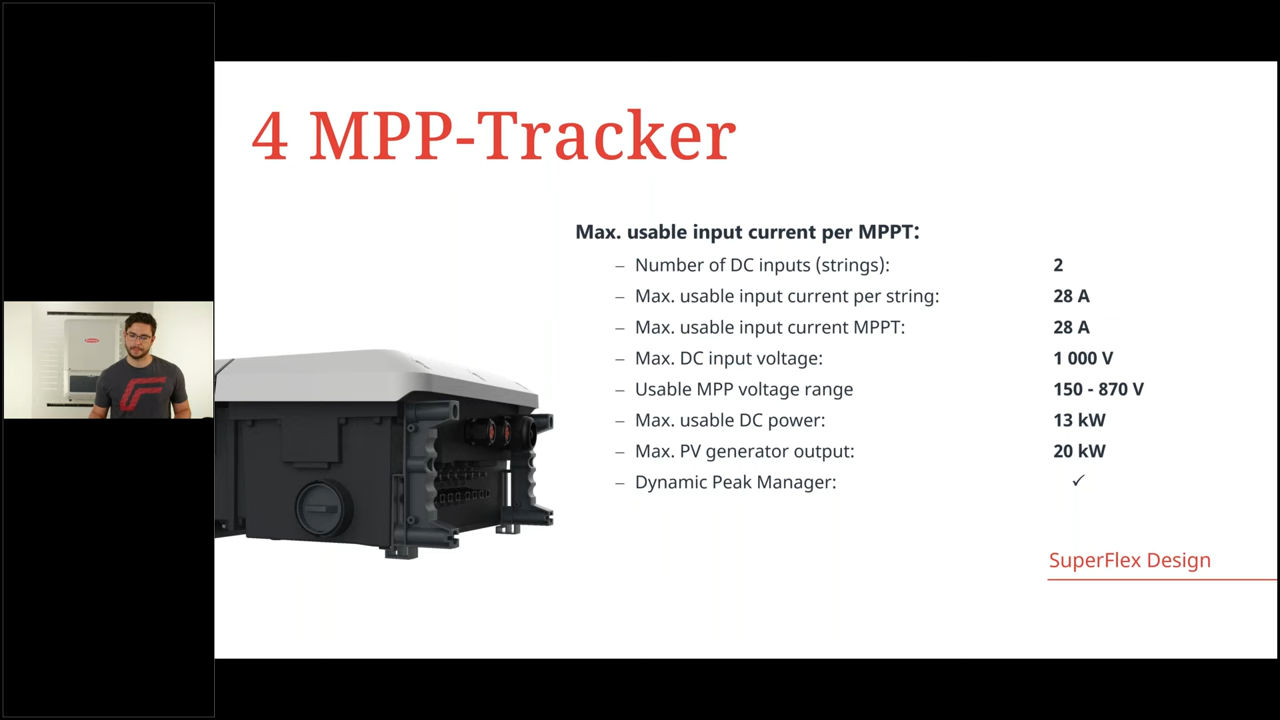 4 MPP-Tracker
Max. usable input current per MPPT:
– Number of DC inputs (strings): 2
– Max. usable input current per string: 28 A
– Max. usable input current MPPT: 28 A
– Max. DC input voltage: 1 000 V
– Usable MPP voltage range 150 - 870 V
– Max. usable DC power: 13 kW
– Max. PV generator output: 20 kW
– Dynamic Peak Manager: ✓
SuperFlex Design